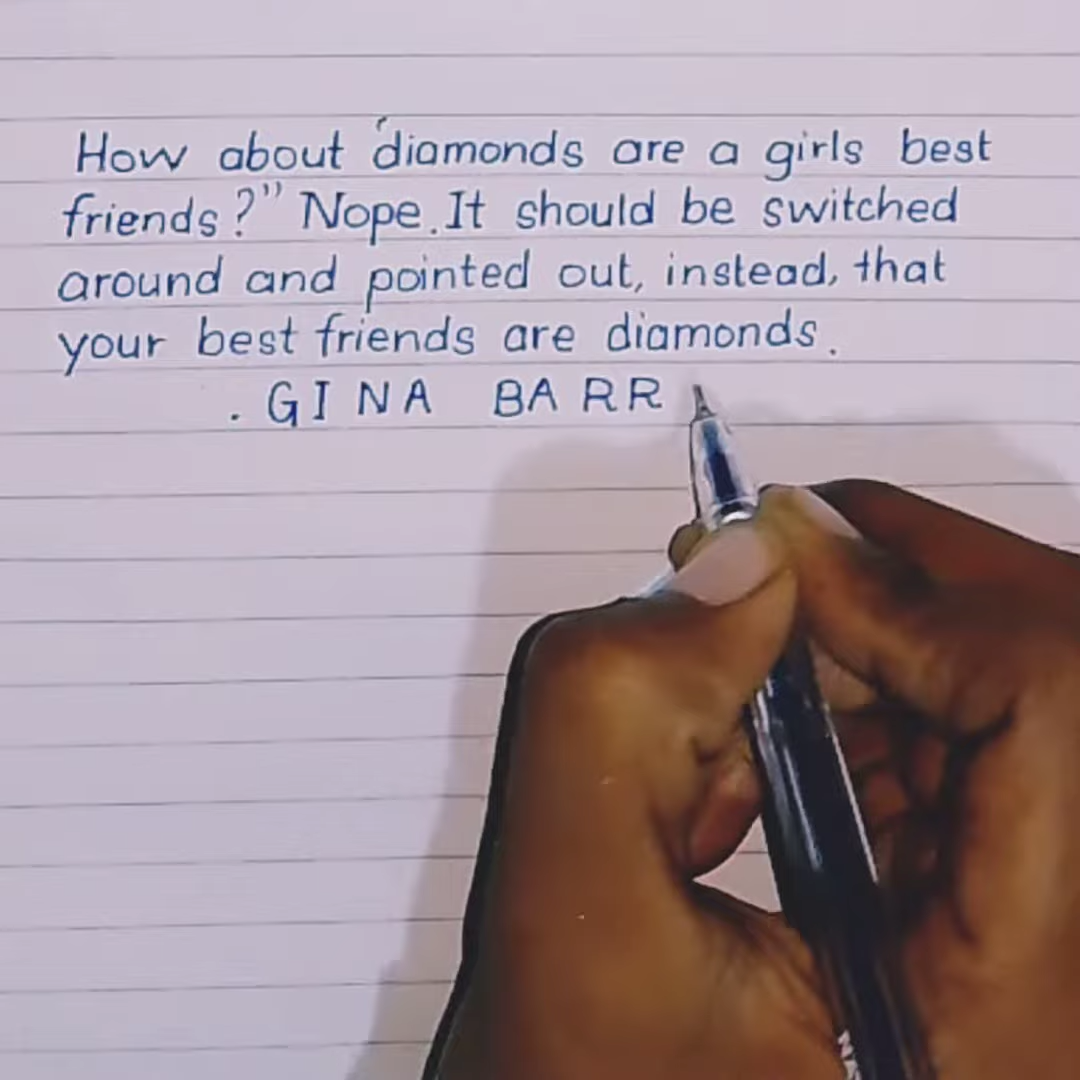 How about 'diamonds are a girls best
friends?" Nope. It should be switched
around and pointed out, instead, that
your best friends are diamonds.
. GINA BARR